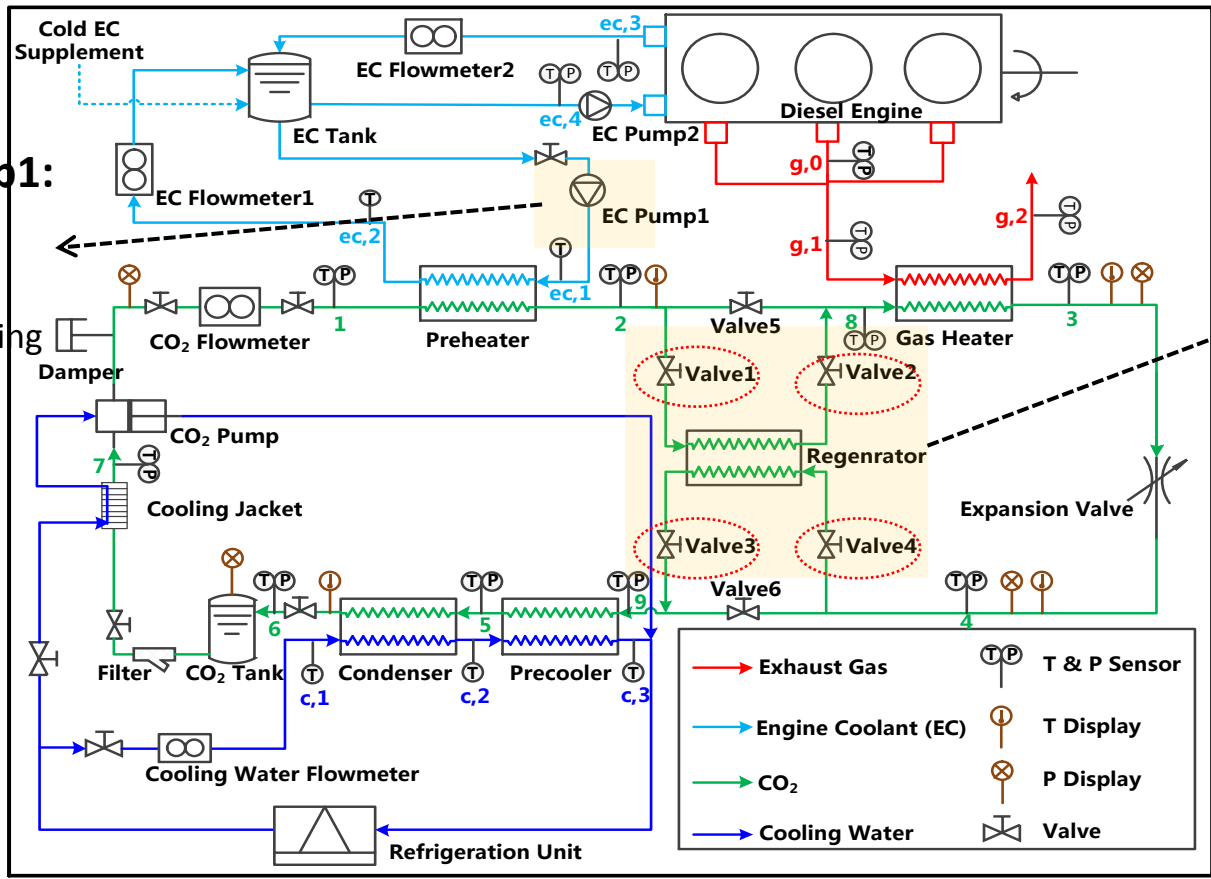 Cold EC
Supplement
EC Flowmeter2
ec,3
T P
T P
EC Tank
ec,4
EC Pump2
Diesel Engine
g,0
T P
p1:
EC Flowmeter1
T
ec,2
EC Pump1
T
ec,1
g,1
T P
g,2
T P
T P
1
CO₂ Flowmeter
Preheater
T P
2
Valve5
8
T P
Gas Heater
T P
3
ing
Damper
Valve1
Valve2
CO₂ Pump
7
T P
Regenrator
Cooling Jacket
Expansion Valve
Valve3
Valve4
T P
6
T P
5
T P
9
Valve6
T P
4
Filter
CO₂ Tank
Condenser
Precooler
T
c,1
T
c,2
T
c,3
Cooling Water Flowmeter
Refrigeration Unit
Exhaust Gas
T P
T & P Sensor
Engine Coolant (EC)
T Display
CO₂
P Display
Cooling Water
Valve